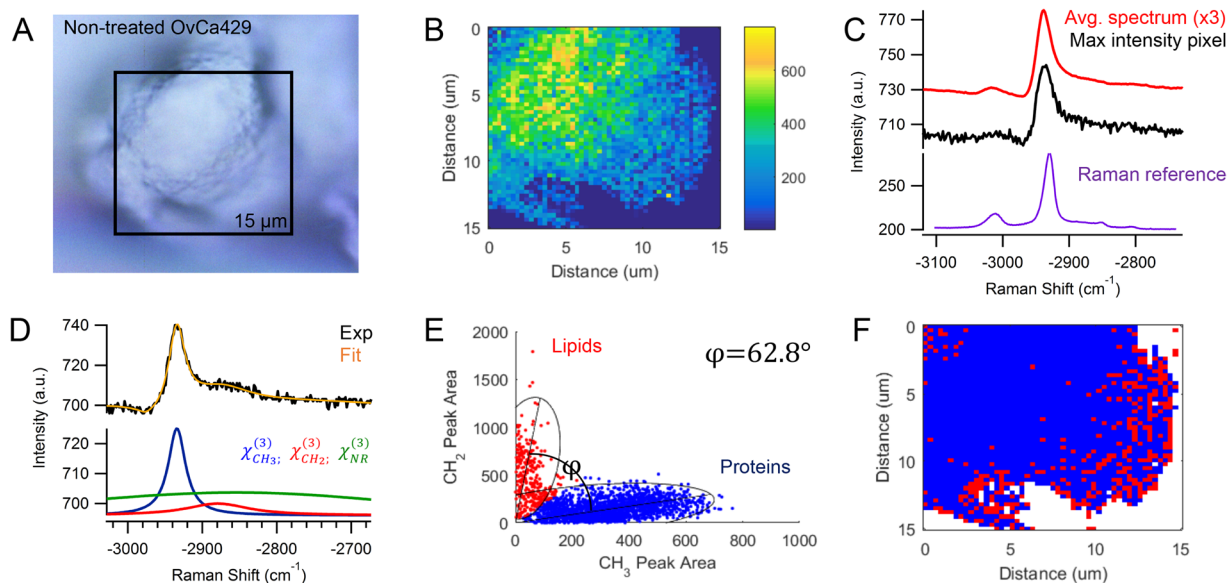 A
Non-treated OvCa429
15 μm
B
Distance (um)
0
5
10
15
0
5
10
15
Distance (um)
600
400
200
C
Avg. spectrum (x3)
Max intensity pixel
Raman reference
Intensity (a.u.)
770
750
730
710
250
200
-3100
-3000
-2900
-2800
Raman Shift (cm-1)
D
Exp
Fit
Intensity (a.u.)
740
720
700
720
700
χ(3)CH3; χ(3)CH2; χ(3)NR
-3000
-2900
-2800
-2700
Raman Shift (cm-1)
E
Lipids
φ=62.8°
Proteins
φ
CH2 Peak Area
2000
1500
1000
500
0
0
200
400
600
800
1000
CH3 Peak Area
F
Distance (um)
0
5
10
15
0
5
10
15
Distance (um)